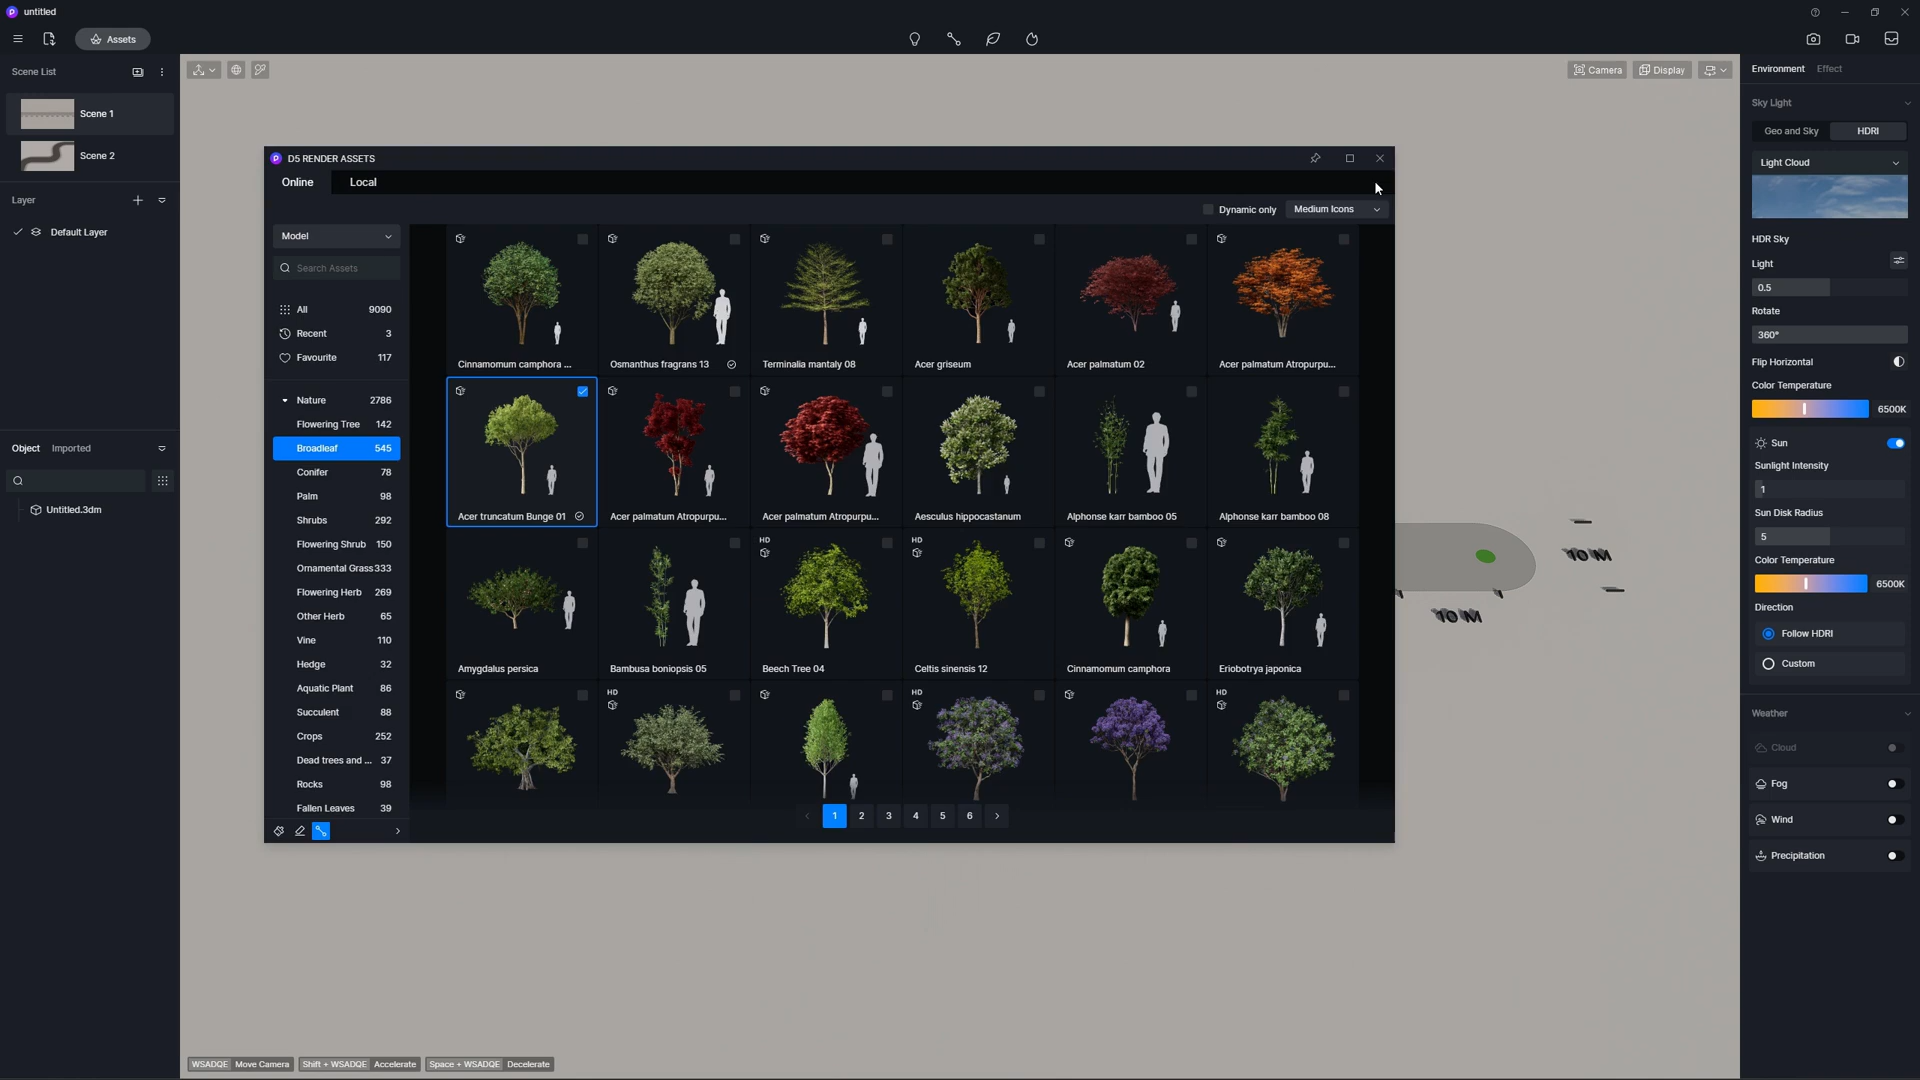 untitled
Assets
Scene List
Scene 1
Scene 2
Layer
Default Layer
Object Imported
Untitled.3dm
Camera
Display
D5 RENDER ASSETS
Online Local
Dynamic only Medium Icons
Model
Search Assets
All 9090
Recent 3
Favourite 117
Nature 2786
Flowering Tree 142
Broadleaf 545
Conifer 78
Palm 98
Shrubs 292
Flowering Shrub 150
Ornamental Grass 333
Flowering Herb 269
Other Herb 65
Vine 110
Hedge 32
Aquatic Plant 86
Succulent 88
Crops 252
Dead trees and ... 37
Rocks 98
Fallen Leaves 39
Cinnamomum camphora ...
Osmanthus fragrans 13
Terminalia mantaly 08
Acer griseum
Acer palmatum 02
Acer palmatum Atropurpu...
Acer truncatum Bunge 01
Acer palmatum Atropurpu...
Acer palmatum Atropurpu...
Aesculus hippocastanum
Alphonse karr bamboo 05
Alphonse karr bamboo 08
HD
HD
Amygdalus persica
Bambusa boniopsis 05
Beech Tree 04
Celtis sinensis 12
Cinnamomum camphora
Eriobotrya japonica
HD
HD
HD
1 2 3 4 5 6
10 M
10 M
WSADQE Move Camera Shift + WSADQE Accelerate Space + WSADQE Decelerate
Environment Effect
Sky Light
Geo and Sky HDRI
Light Cloud
HDR Sky
Light
0.5
Rotate
360°
Flip Horizontal
Color Temperature
6500K
Sun
Sunlight Intensity
1
Sun Disk Radius
5
Color Temperature
6500K
Direction
Follow HDRI
Custom
Weather
Cloud
Fog
Wind
Precipitation